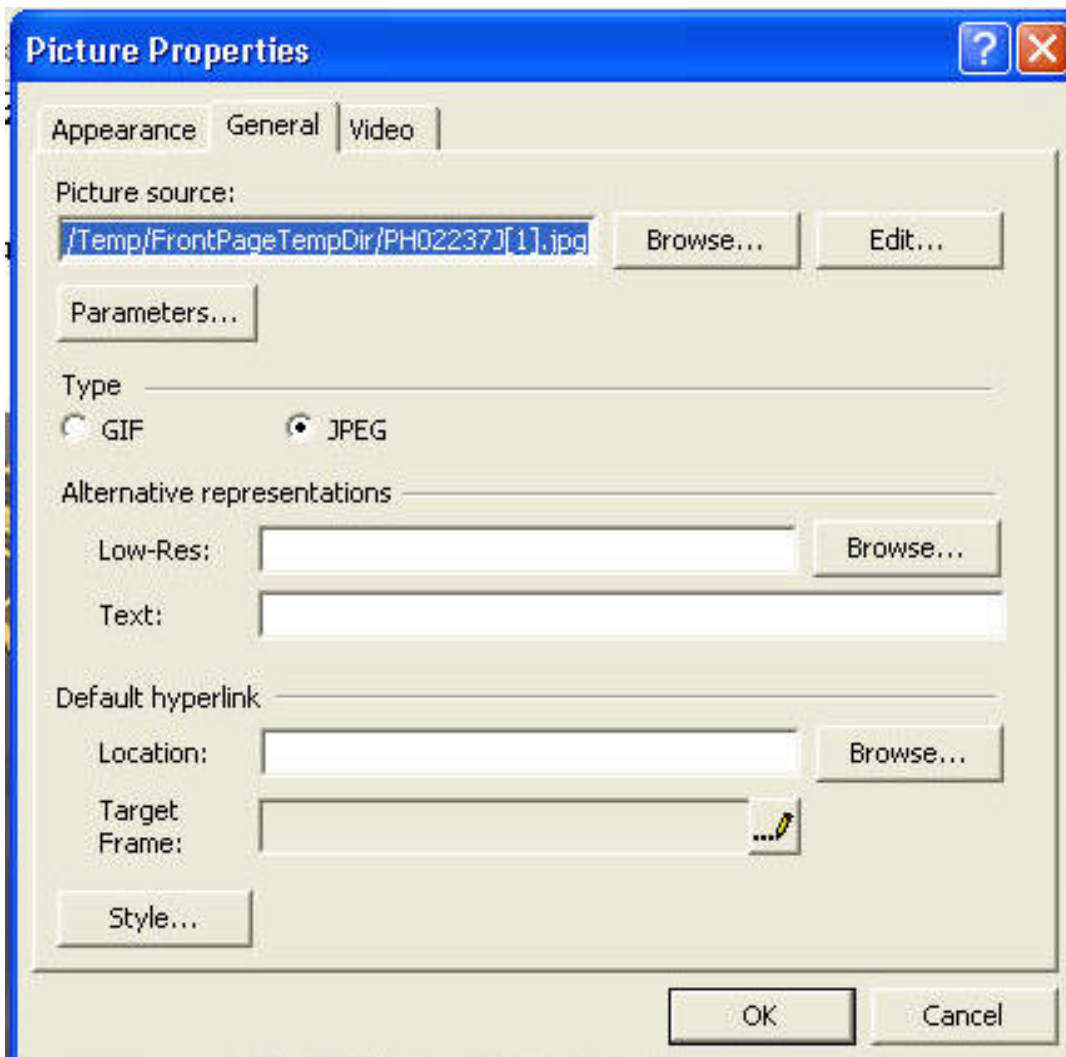 Picture Properties
Appearance General Video
Picture source:
/Temp/FrontPageTempDir/PH02237J[1].jpg Browse... Edit...
Parameters...
Type
GIF JPEG
Alternative representations
Low-Res: Browse...
Text:
Default hyperlink
Location: Browse...
Target
Frame:
Style...
OK Cancel